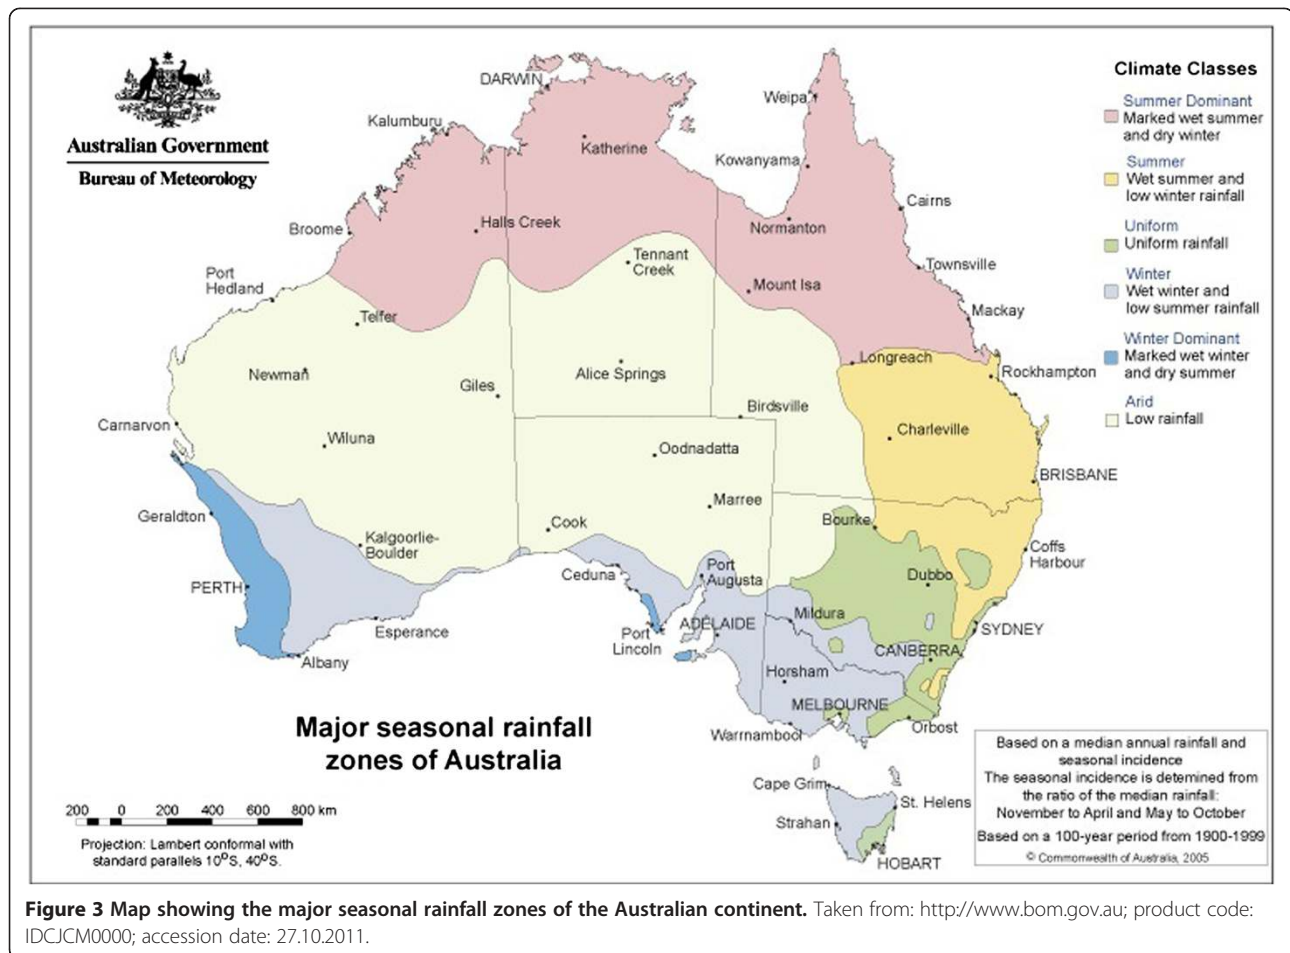 Australian Government
Bureau of Meteorology
DARWIN
Kalumburu
Katherine
Weipa
Kowanyama
Cairns
Broome
Halls Creek
Normanton
Port
Hedland
Tennant
Creek
Mount Isa
Townsville
Mackay
Telfer
Longreach
Rockhampton
Newman
Giles
Alice Springs
Birdsville
Carnarvon
Wiluna
Oodnadatta
Charleville
BRISBANE
Geraldton
Marree
Kalgoorlie-
Boulder
Cook
Bourke
Coffs
Harbour
PERTH
Ceduna
Port
Augusta
Dubbo
Esperance
Albany
Port
Lincoln
ADELAIDE
Mildura
SYDNEY
CANBERRA
Horsham
MELBOURNE
Warrnambool
Orbost
Cape Grim
St. Helens
Strahan
HOBART
Climate Classes
Summer Dominant
Marked wet summer
and dry winter
Summer
Wet summer and
low winter rainfall
Uniform
Uniform rainfall
Winter
Wet winter and
low summer rainfall
Winter Dominant
Marked wet winter
and dry summer
Arid
Low rainfall
Major seasonal rainfall
zones of Australia
200 0 200 400 600 800 km
Projection: Lambert conformal with
standard parallels 10°S, 40°S.
Based on a median annual rainfall and
seasonal incidence
The seasonal incidence is detemined from
the ratio of the median rainfall:
November to April and May to October
Based on a 100-year period from 1900-1999
© Commonwealth of Australia, 2005
Figure 3 Map showing the major seasonal rainfall zones of the Australian continent. Taken from: http://www.bom.gov.au; product code:
IDCJCM0000; accession date: 27.10.2011.